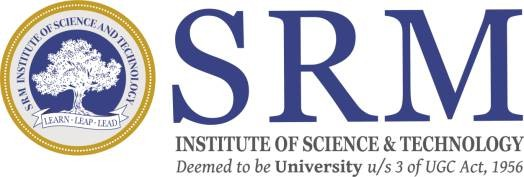 SRM INSTITUTE OF SCIENCE AND TECHNOLOGY
LEARN - LEAP - LEAD
SRM
INSTITUTE OF SCIENCE & TECHNOLOGY
Deemed to be University u/s 3 of UGC Act, 1956